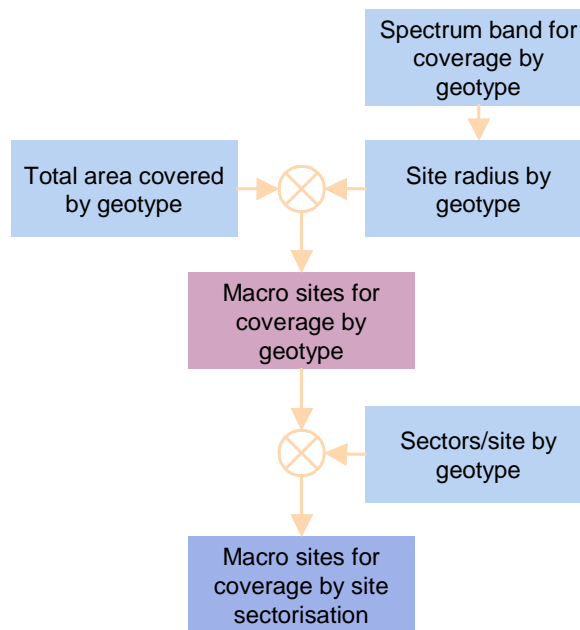 Spectrum band for
coverage by
geotype
Total area covered
by geotype
Site radius by
geotype
Macro sites for
coverage by
geotype
Sectors/site by
geotype
Macro sites for
coverage by site
sectorisation